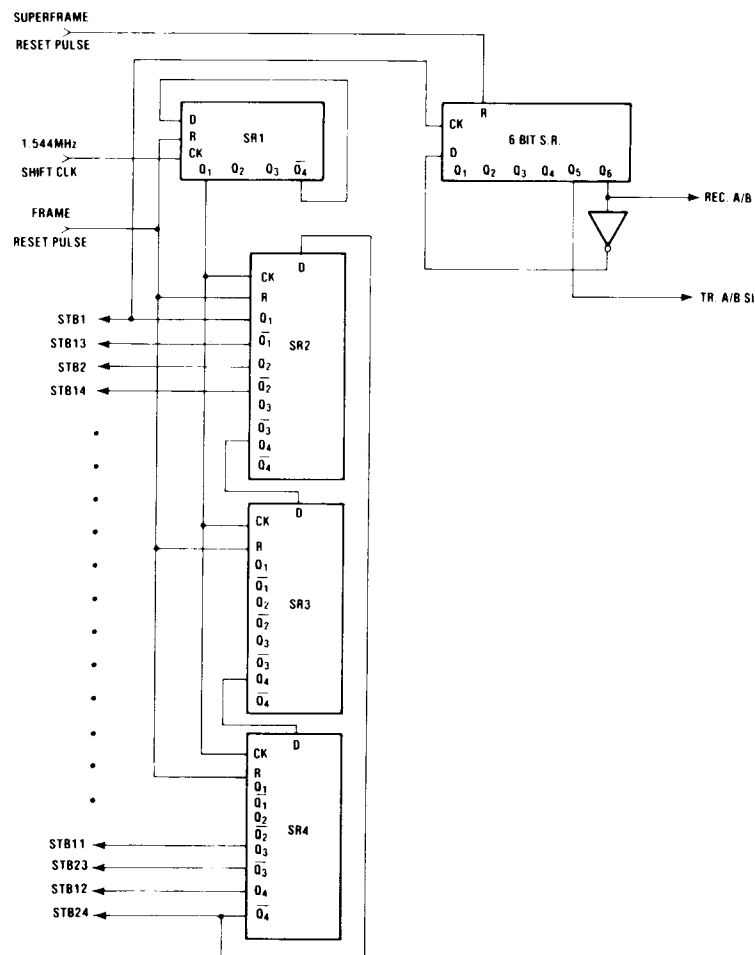 SUPERFRAME
RESET PULSE
1.544MHz
SHIFT CLK
FRAME
RESET PULSE
D
R
CK
SR1
Q1 Q2 Q3 Q̅4
R
CK
D
6 BIT S.R.
Q1 Q2 Q3 Q4 Q5 Q6
REC. A/B
TR. A/B SI
D
CK
R
Q1
Q̅1
Q2
Q̅2
Q3
Q̅3
Q4
Q̅4
SR2
STB1
STB13
STB2
STB14
D
CK
R
Q1
Q̅1
Q2
Q̅2
Q3
Q̅3
Q4
Q̅4
SR3
D
CK
R
Q1
Q̅1
Q2
Q̅2
Q3
Q̅3
Q4
Q̅4
SR4
STB11
STB23
STB12
STB24